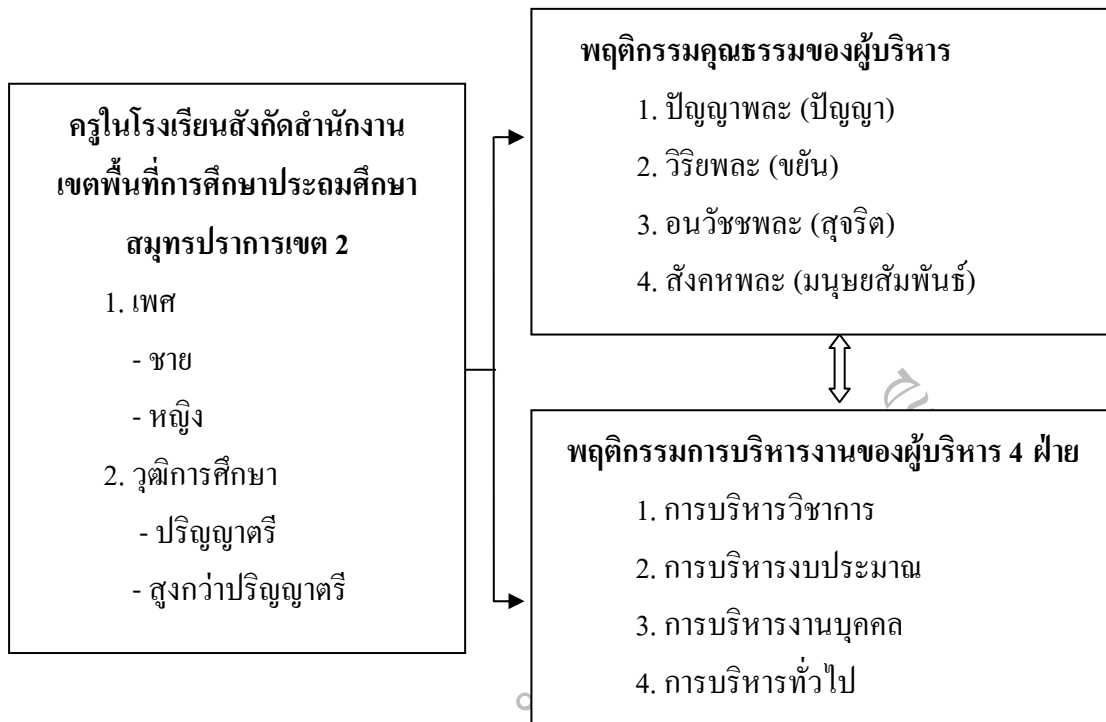 ครูในโรงเรียนสังกัดสำนักงาน
เขตพื้นที่การศึกษาประถมศึกษา
สมุทรปราการเขต 2
1. เพศ
- ชาย
- หญิง
2. วุฒิการศึกษา
- ปริญญาตรี
- สูงกว่าปริญญาตรี
พฤติกรรมคุณธรรมของผู้บริหาร
1. ปัญญาพละ (ปัญญา)
2. วิริยพละ (ขยัน)
3. อนวัชชพละ (สุจริต)
4. สังคหพละ (มนุษยสัมพันธ์)
พฤติกรรมการบริหารงานของผู้บริหาร 4 ฝ่าย
1. การบริหารวิชาการ
2. การบริหารงบประมาณ
3. การบริหารงานบุคคล
4. การบริหารทั่วไป